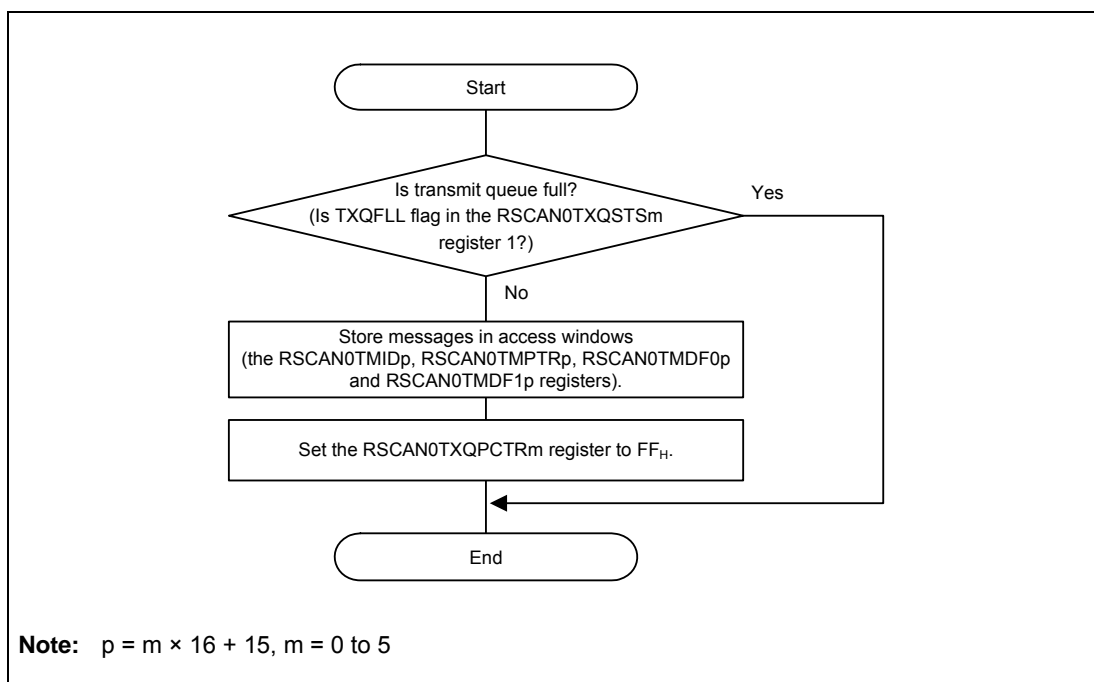 Start
Is transmit queue full?
(Is TXQFLL flag in the RSCAN0TXQSTSm
register 1?)
Yes
No
Store messages in access windows
(the RSCAN0TMIDp, RSCAN0TMPTRp, RSCAN0TMDF0p
and RSCAN0TMDF1p registers).
Set the RSCAN0TXQPCTRm register to FFH.
End
Note: p = m × 16 + 15, m = 0 to 5